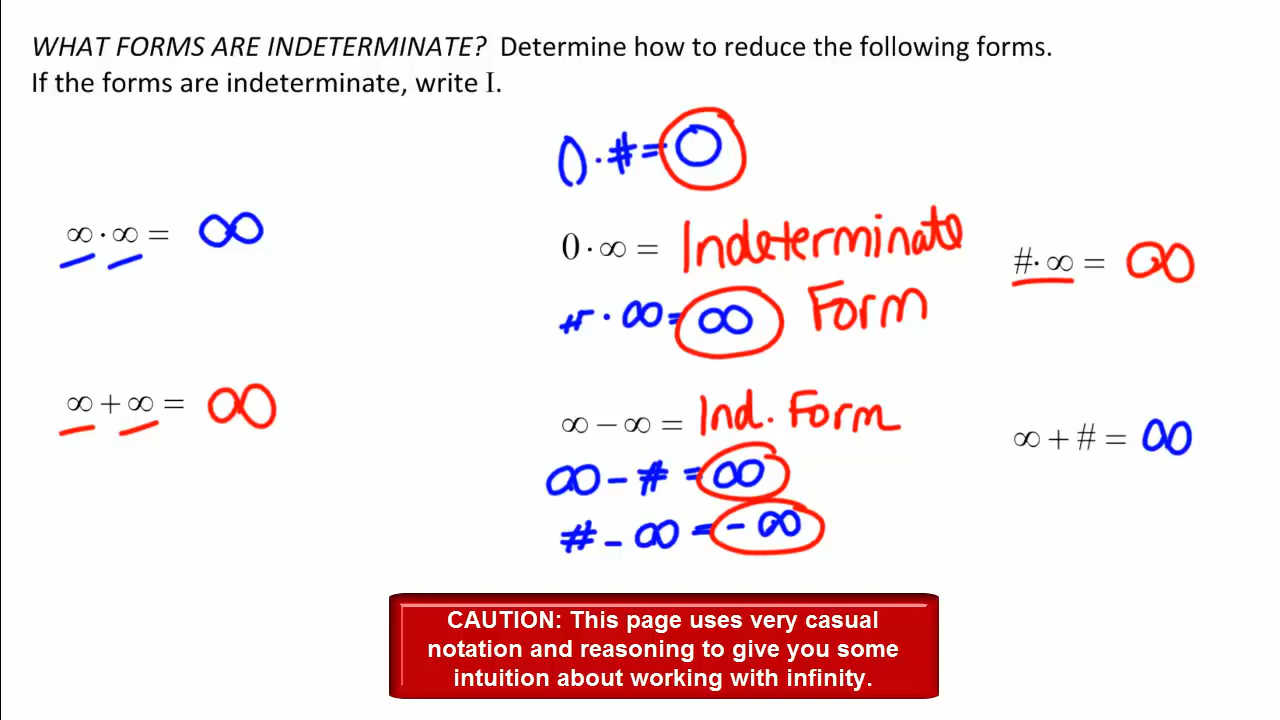 WHAT FORMS ARE INDETERMINATE? Determine how to reduce the following forms.
If the forms are indeterminate, write I.
0 · # = 0
∞ · ∞ = ∞
0 · ∞ = Indeterminate
Form
# · ∞ = ∞
# · ∞ = ∞
∞ + ∞ = ∞
∞ − ∞ = Ind. Form
∞ + # = ∞
∞ − # = ∞
# − ∞ = − ∞
CAUTION: This page uses very casual
notation and reasoning to give you some
intuition about working with infinity.